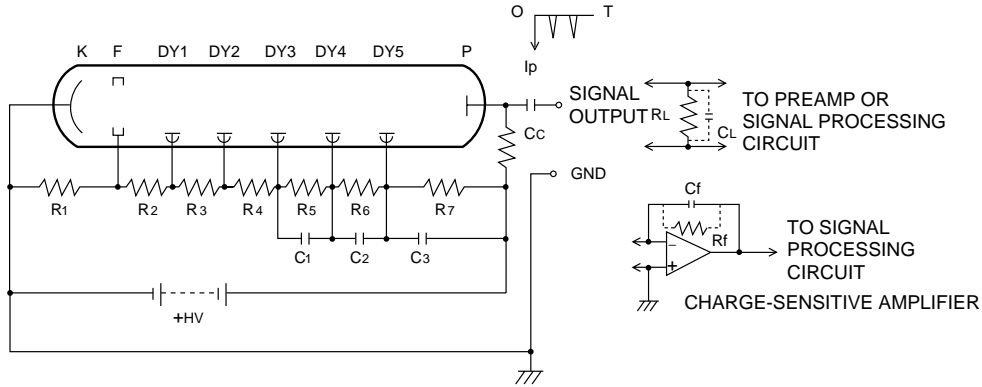 O T
Ip
K F DY1 DY2 DY3 DY4 DY5 P
SIGNAL
OUTPUT
CC
RL
CL
TO PREAMP OR
SIGNAL PROCESSING
CIRCUIT
GND
R1 R2 R3 R4 R5 R6 R7
C1 C2 C3
+HV
Cf
Rf
−
+
TO SIGNAL
PROCESSING
CIRCUIT
CHARGE-SENSITIVE AMPLIFIER